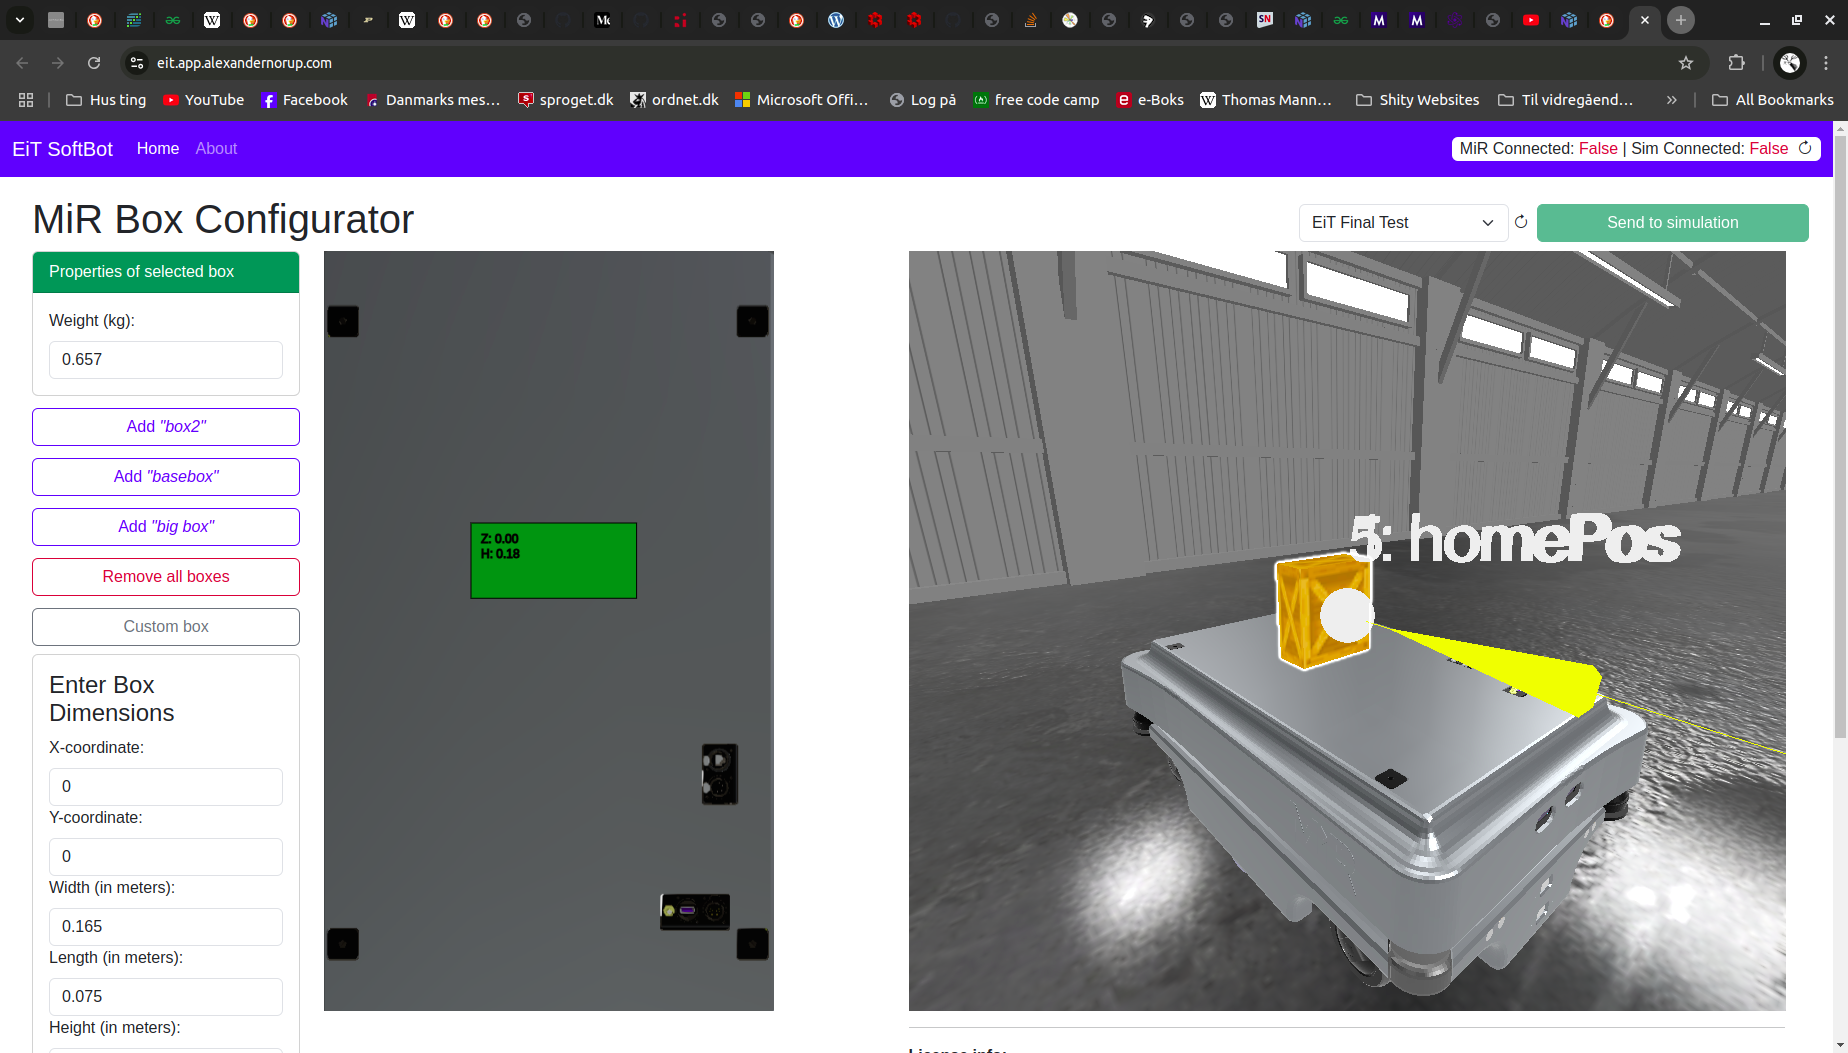 eit.app.alexandernorup.com
Hus ting
YouTube
Facebook
Danmarks mes...
sproget.dk
ordnet.dk
Microsoft Offi...
Log på
free code camp
e-Boks
Thomas Mann...
Shity Websites
Til vidregåend...
»
All Bookmarks
EiT SoftBot
Home
About
MiR Connected: False | Sim Connected: False
MiR Box Configurator
EiT Final Test
Send to simulation
Properties of selected box
Weight (kg):
0.657
Add "box2"
Add "basebox"
Add "big box"
Remove all boxes
Custom box
Enter Box
Dimensions
X-coordinate:
0
Y-coordinate:
0
Width (in meters):
0.165
Length (in meters):
0.075
Height (in meters):
Z: 0.00
H: 0.18
5: homePos